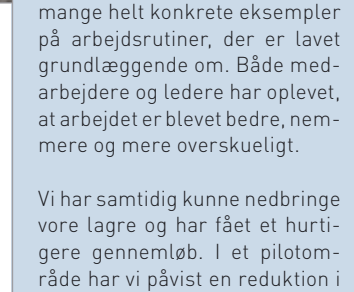 mange helt konkrete eksempler
på arbejdsrutiner, der er lavet
grundlæggende om. Både med-
arbejdere og ledere har oplevet,
at arbejdet er blevet bedre, nem-
mere og mere overskueligt.

Vi har samtidig kunne nedbringe
vore lagre og har fået et hurti-
gere gennemløb. I et pilotom-
råde har vi påvist en reduktion i